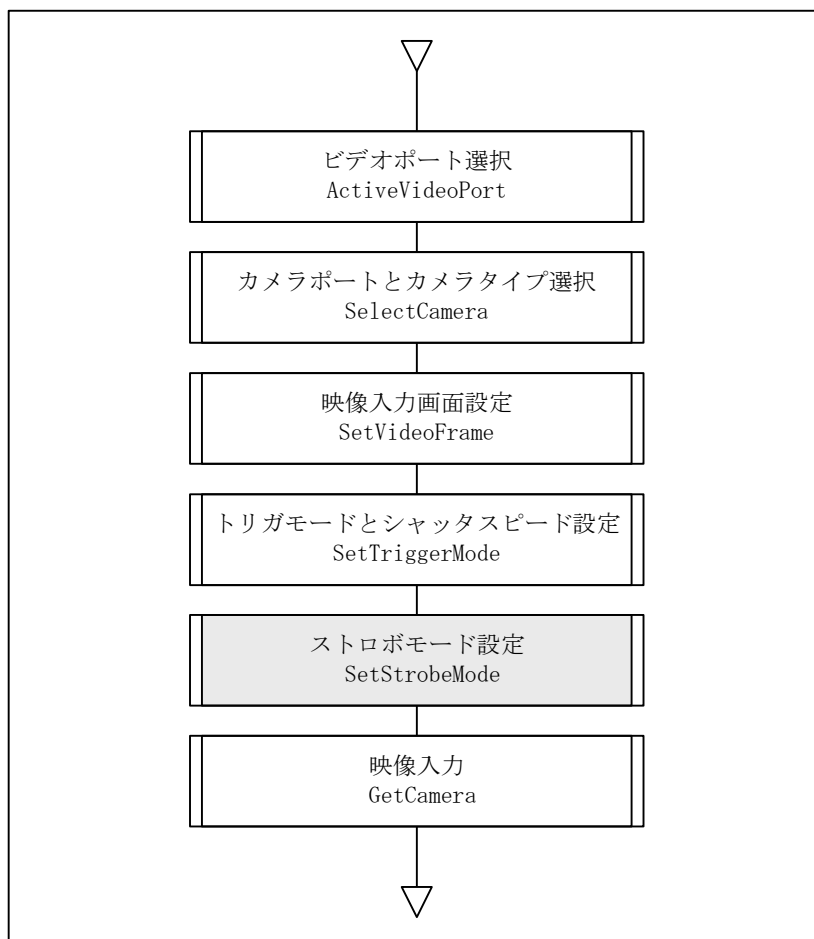 ビデオポート選択
ActiveVideoPort
カメラポートとカメラタイプ選択
SelectCamera
映像入力画面設定
SetVideoFrame
トリガモードとシャッタスピード設定
SetTriggerMode
ストロボモード設定
SetStrobeMode
映像入力
GetCamera